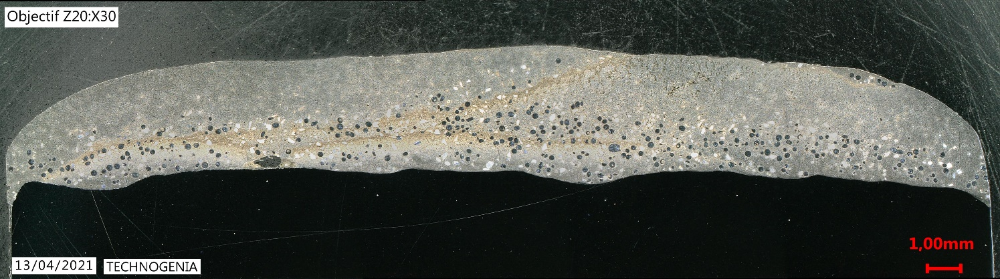 Objectif Z20:X30
1,00mm
13/04/2021
TECHNOGENIA